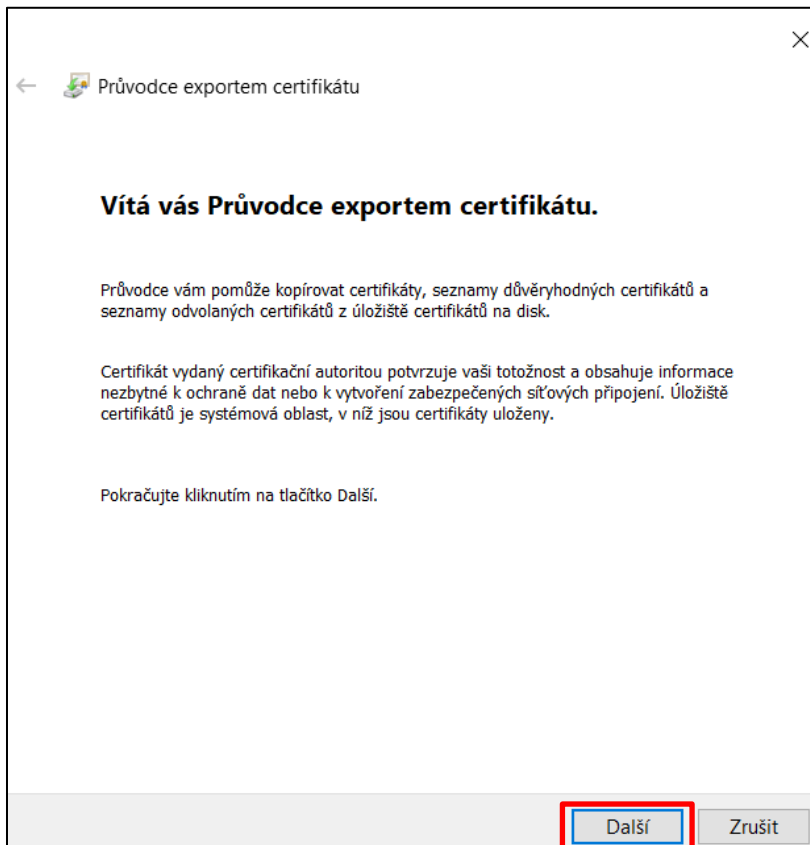 Průvodce exportem certifikátu
Vítá vás Průvodce exportem certifikátu.
Průvodce vám pomůže kopírovat certifikáty, seznamy důvěryhodných certifikátů a
seznamy odvolaných certifikátů z úložiště certifikátů na disk.
Certifikát vydaný certifikační autoritou potvrzuje vaši totožnost a obsahuje informace
nezbytné k ochraně dat nebo k vytvoření zabezpečených síťových připojení. Úložiště
certifikátů je systémová oblast, v níž jsou certifikáty uloženy.
Pokračujte kliknutím na tlačítko Další.
Další
Zrušit